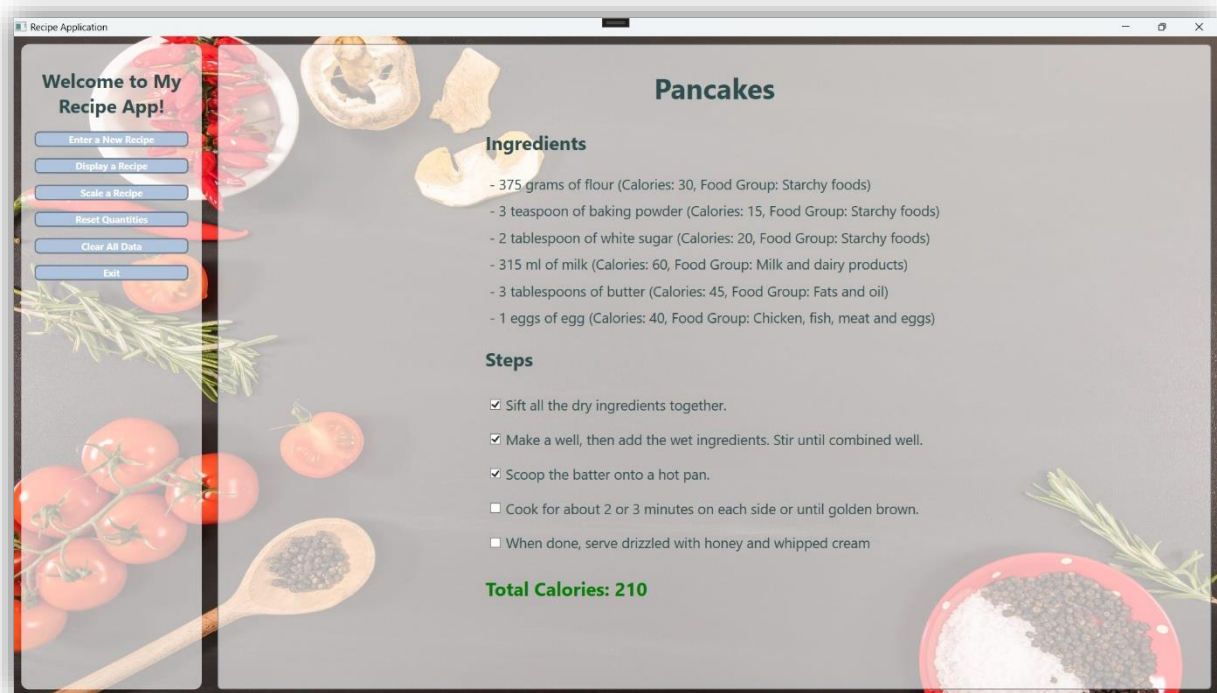 Recipe Application
Welcome to My
Recipe App!
Enter a New Recipe
Display a Recipe
Scale a Recipe
Reset Quantities
Clear All Data
Exit
Pancakes
Ingredients
- 375 grams of flour (Calories: 30, Food Group: Starchy foods)
- 3 teaspoon of baking powder (Calories: 15, Food Group: Starchy foods)
- 2 tablespoon of white sugar (Calories: 20, Food Group: Starchy foods)
- 315 ml of milk (Calories: 60, Food Group: Milk and dairy products)
- 3 tablespoons of butter (Calories: 45, Food Group: Fats and oil)
- 1 eggs of egg (Calories: 40, Food Group: Chicken, fish, meat and eggs)
Steps
Sift all the dry ingredients together.
Make a well, then add the wet ingredients. Stir until combined well.
Scoop the batter onto a hot pan.
Cook for about 2 or 3 minutes on each side or until golden brown.
When done, serve drizzled with honey and whipped cream
Total Calories: 210